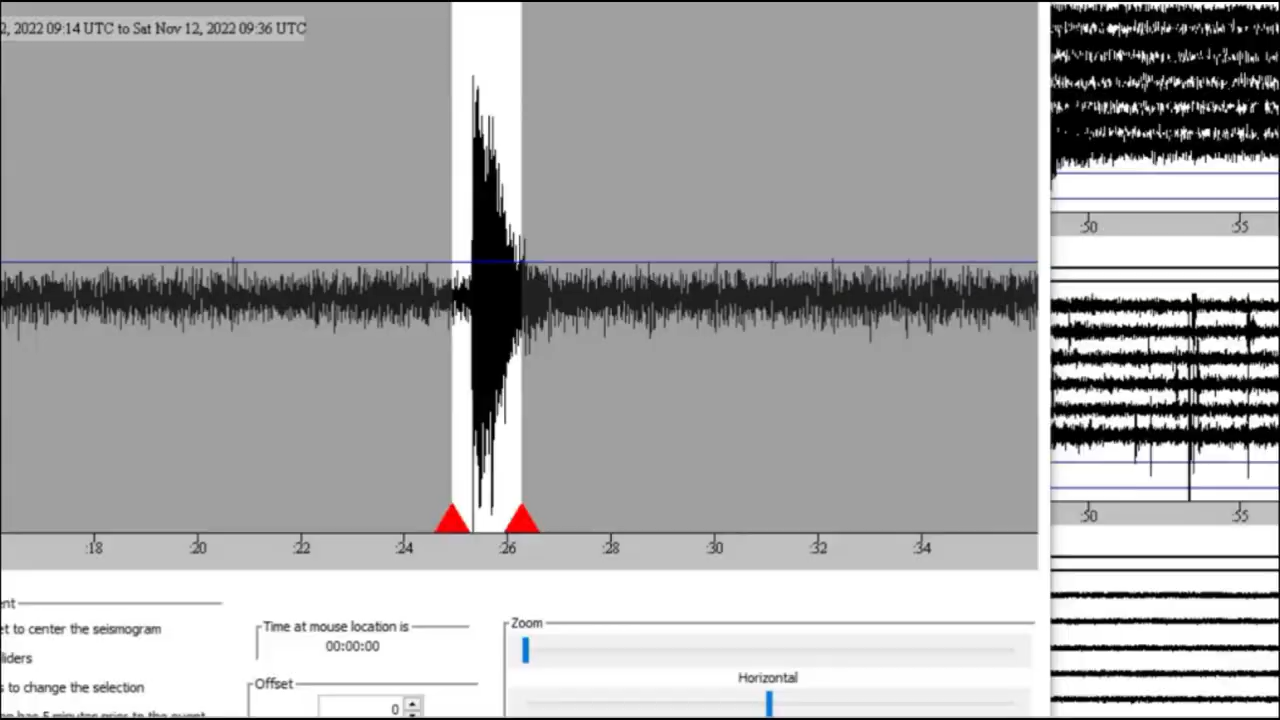 2, 2022 09:14 UTC to Sat Nov 12, 2022 09:36 UTC
:50 :55
:18 :20 :22 :24 :26 :28 :30 :32 :34
:50 :55
nt
et to center the seismogram
liders
s to change the selection
Time at mouse location is
00:00:00
Offset
0
Zoom
Horizontal